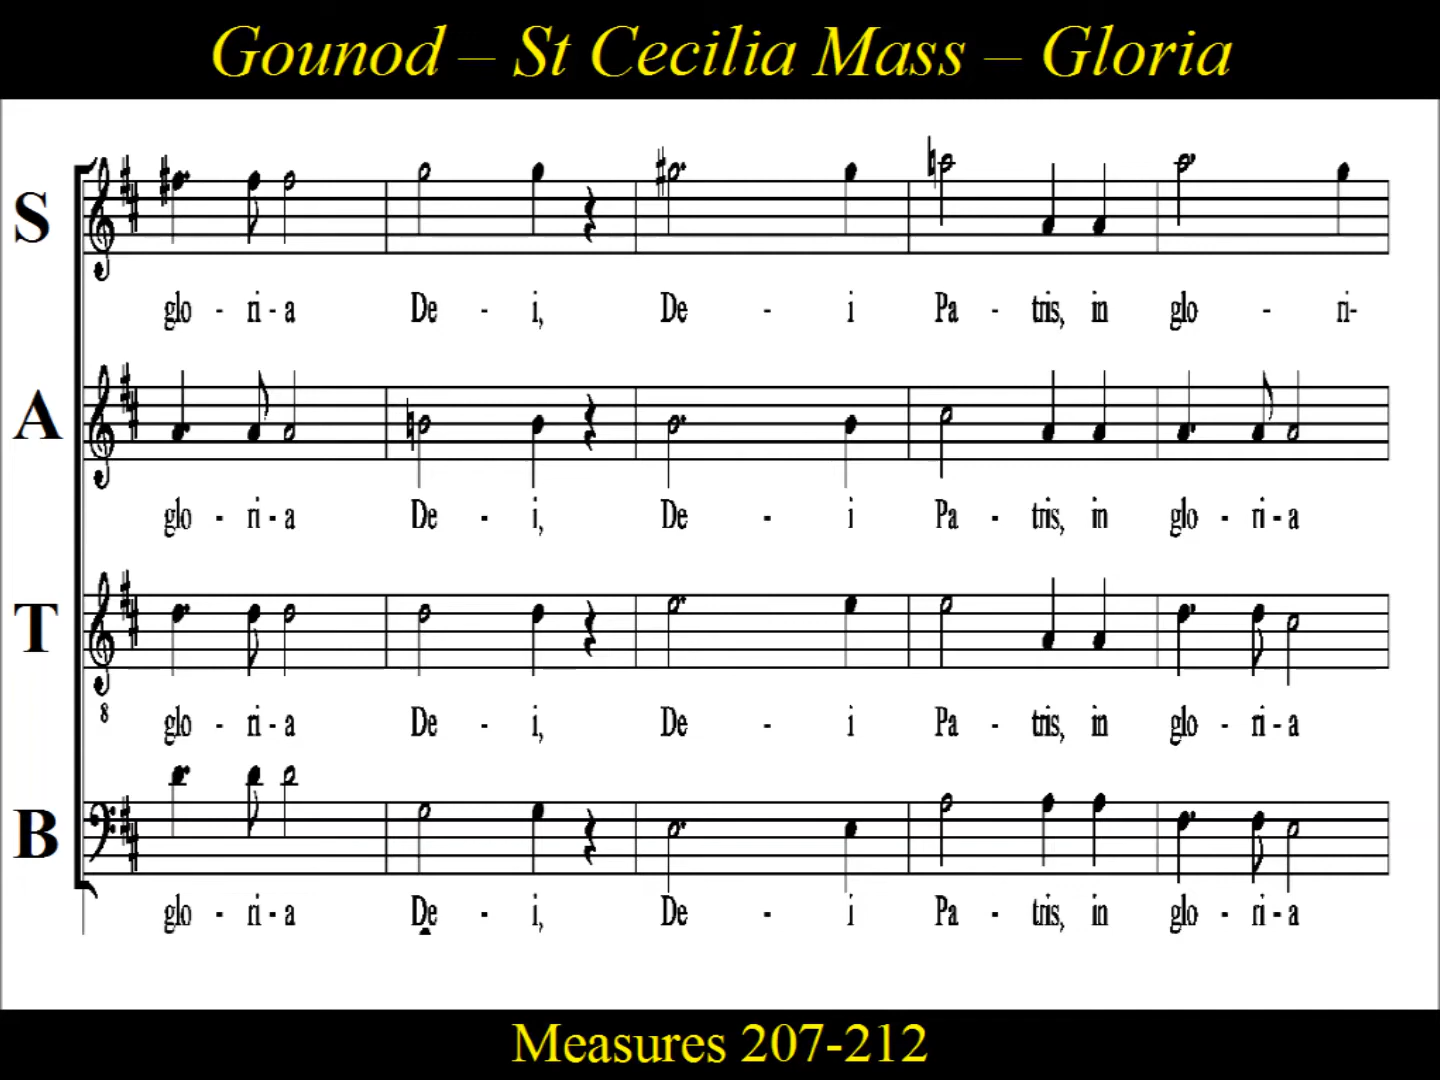 Gounod – St Cecilia Mass – Gloria
S
glo - ri - a De - i, De - i Pa - tris, in glo - ri-
A
glo - ri - a De - i, De - i Pa - tris, in glo - ri - a
T
8
glo - ri - a De - i, De - i Pa - tris, in glo - ri - a
B
glo - ri - a De - i, De - i Pa - tris, in glo - ri - a
Measures 207-212